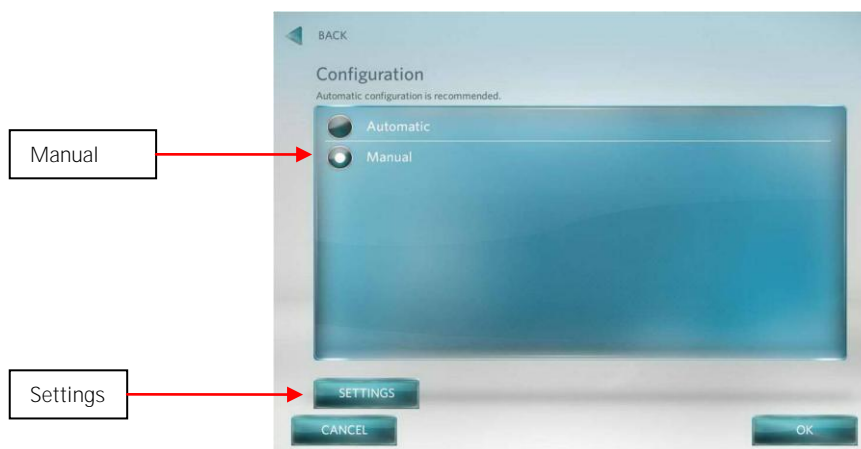 BACK
Configuration
Automatic configuration is recommended.
Automatic
Manual
Manual
SETTINGS
Settings
CANCEL
OK